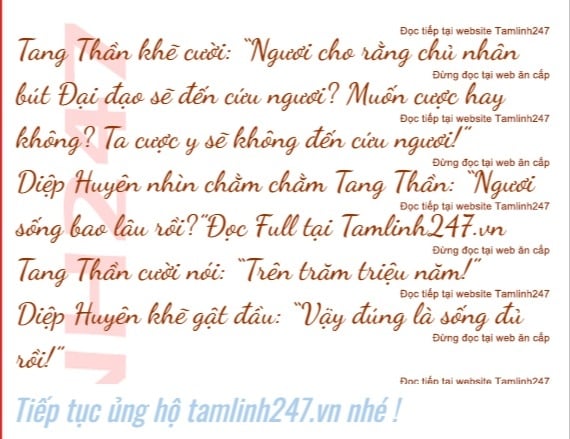 Đọc tiếp tại website Tamlinh247
Tang Thần khẽ cười: “Ngươi cho rằng chủ nhân
Đừng đọc tại web ăn cắp
bút Đại đạo sẽ đến cứu ngươi? Muốn cược hay
Đọc tiếp tại website Tamlinh247
không? Ta cược y sẽ không đến cứu ngươi!”
Đừng đọc tại web ăn cắp
Diệp Huyên nhìn chằm chằm Tang Thần: “Ngươi
Đọc tiếp tại website Tamlinh247
sống bao lâu rồi?”Đọc Full tại Tamlinh247.vn
Đừng đọc tại web ăn cắp
Tang Thần cười nói: “Trên trăm triệu năm!”
Đọc tiếp tại website Tamlinh247
Diệp Huyên khẽ gật đầu: “Vậy đúng là sống đủ
Đừng đọc tại web ăn cắp
rồi!”
Đọc tiếp tại website Tamlinh247
Tiếp tục ủng hộ tamlinh247.vn nhé !
NH247